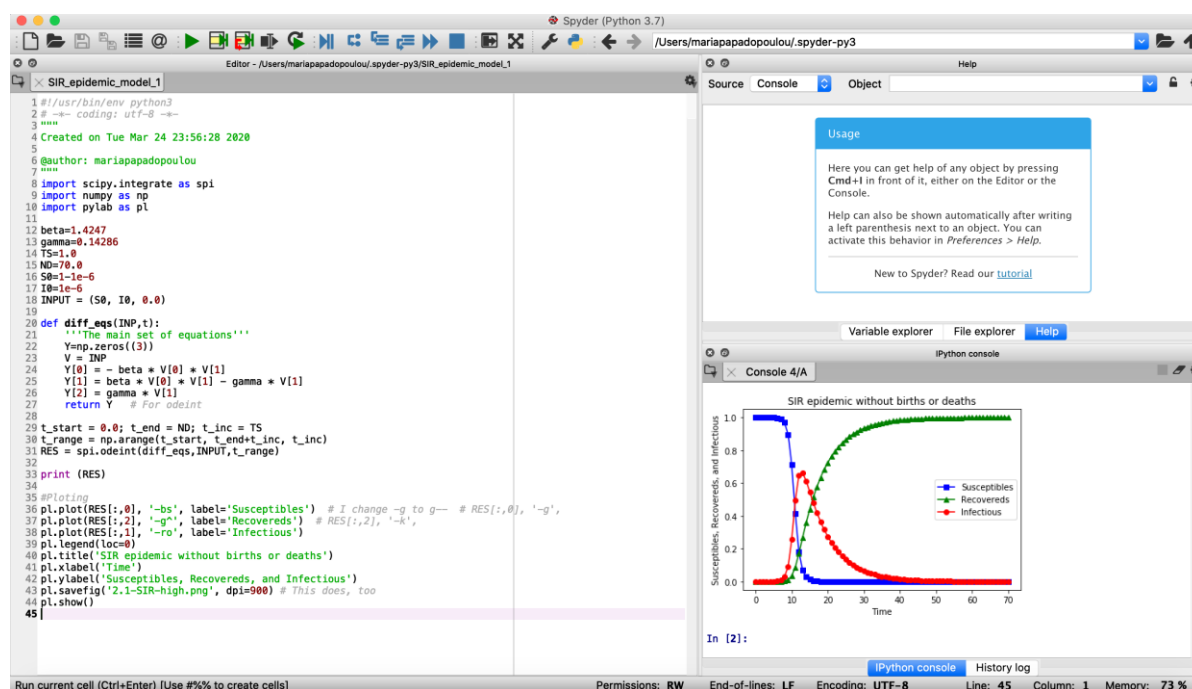 Spyder (Python 3.7)
/Users/mariapapadopoulou/.spyder-py3
Editor - /Users/mariapapadopoulou/.spyder-py3/SIR_epidemic_model_1
SIR_epidemic_model_1
1 #!/usr/bin/env python3
2 # -*- coding: utf-8 -*-
3 """
4 Created on Tue Mar 24 23:56:28 2020
5
6 @author: mariapapadopoulou
7 """
8 import scipy.integrate as spi
9 import numpy as np
10 import pylab as pl
11
12 beta=1.4247
13 gamma=0.14286
14 TS=1.0
15 ND=70.0
16 S0=1-1e-6
17 I0=1e-6
18 INPUT = (S0, I0, 0.0)
19
20 def diff_eqs(INP,t):
21     '''The main set of equations'''
22     Y=np.zeros((3))
23     V = INP
24     Y[0] = - beta * V[0] * V[1]
25     Y[1] = beta * V[0] * V[1] - gamma * V[1]
26     Y[2] = gamma * V[1]
27     return Y   # For odeint
28
29 t_start = 0.0; t_end = ND; t_inc = TS
30 t_range = np.arange(t_start, t_end+t_inc, t_inc)
31 RES = spi.odeint(diff_eqs,INPUT,t_range)
32
33 print (RES)
34
35 #Ploting
36 pl.plot(RES[:,0], '-bs', label='Susceptibles')  # I change -g to g--  # RES[:,0], '-g',
37 pl.plot(RES[:,2], '-g^', label='Recovereds')  # RES[:,2], '-k',
38 pl.plot(RES[:,1], '-ro', label='Infectious')
39 pl.legend(loc=0)
40 pl.title('SIR epidemic without births or deaths')
41 pl.xlabel('Time')
42 pl.ylabel('Susceptibles, Recovereds, and Infectious')
43 pl.savefig('2.1-SIR-high.png', dpi=900) # This does, too
44 pl.show()
45
Help
Source Console Object
Usage
Here you can get help of any object by pressing
Cmd+I in front of it, either on the Editor or the
Console.
Help can also be shown automatically after writing
a left parenthesis next to an object. You can
activate this behavior in Preferences > Help.
New to Spyder? Read our tutorial
Variable explorer File explorer Help
IPython console
Console 4/A
SIR epidemic without births or deaths
Susceptibles, Recovereds, and Infectious
1.0
0.8
0.6
0.4
0.2
0.0
Susceptibles
Recovereds
Infectious
0 10 20 30 40 50 60 70
Time
In [2]:
IPython console History log
Run current cell (Ctrl+Enter) [Use #%% to create cells] Permissions: RW End-of-lines: LF Encoding: UTF-8 Line: 45 Column: 1 Memory: 73 %